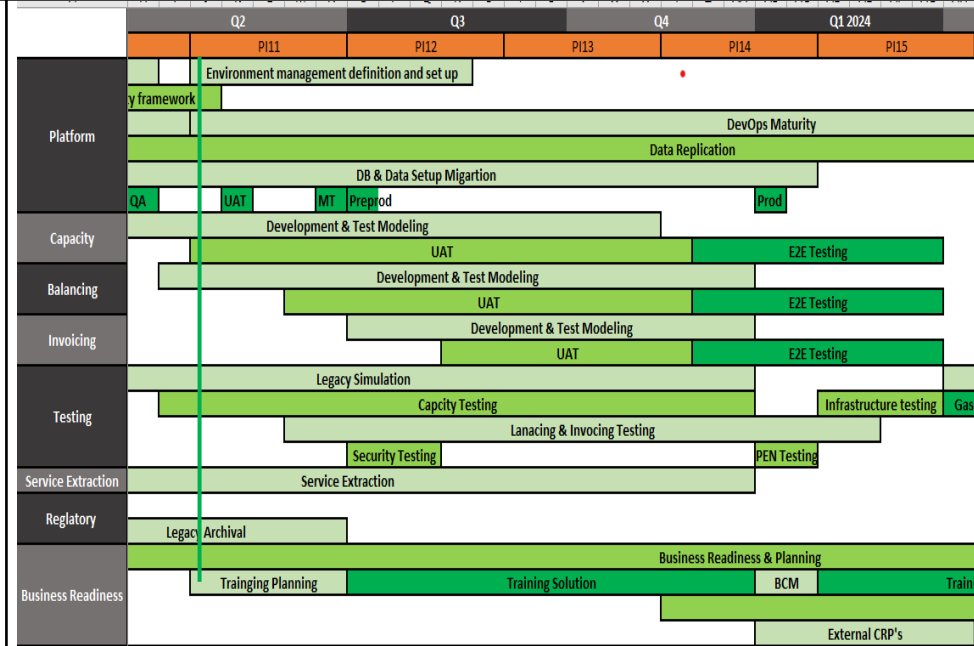 Q2 Q3 Q4 Q1 2024
PI11 PI12 PI13 PI14 PI15
Platform
Environment management definition and set up
y framework
DevOps Maturity
Data Replication
DB & Data Setup Migartion
QA UAT MT Preprod Prod
Capacity
Development & Test Modeling
UAT E2E Testing
Balancing
Development & Test Modeling
UAT E2E Testing
Invoicing
Development & Test Modeling
UAT E2E Testing
Testing
Legacy Simulation
Capcity Testing Infrastructure testing Gas
Lanacing & Invocing Testing
Security Testing PEN Testing
Service Extraction Service Extraction
Reglatory
Legacy Archival
Business Readiness
Business Readiness & Planning
Trainging Planning Training Solution BCM Traini
External CRP's